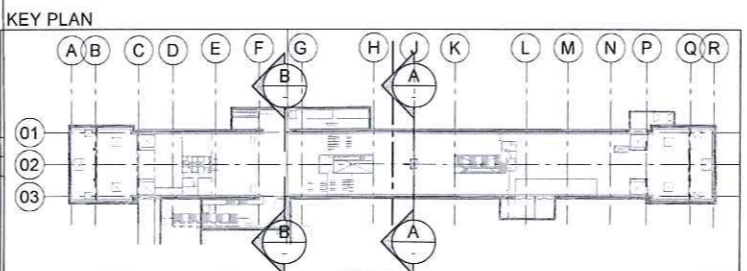 KEY PLAN
A B C D E F G H J K L M N P Q R
B A
01
02
03
B A